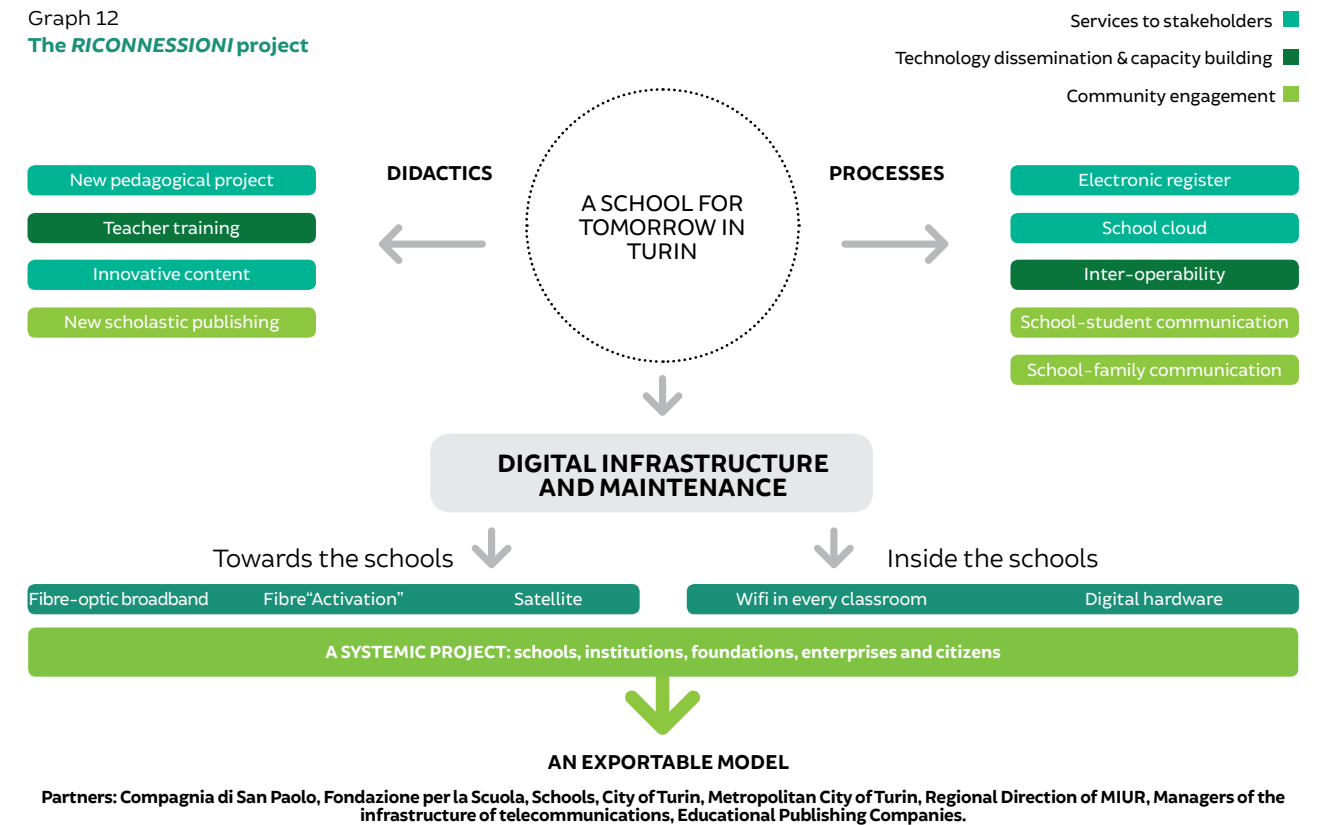 Graph 12
The RICONNESSIONI project
Services to stakeholders
Technology dissemination & capacity building
Community engagement
DIDACTICS
New pedagogical project
Teacher training
Innovative content
New scholastic publishing
A SCHOOL FOR
TOMORROW IN
TURIN
PROCESSES
Electronic register
School cloud
Inter-operability
School-student communication
School-family communication
DIGITAL INFRASTRUCTURE
AND MAINTENANCE
Towards the schools
Inside the schools
Fibre-optic broadband
Fibre“Activation”
Satellite
Wifi in every classroom
Digital hardware
A SYSTEMIC PROJECT: schools, institutions, foundations, enterprises and citizens
AN EXPORTABLE MODEL
Partners: Compagnia di San Paolo, Fondazione per la Scuola, Schools, City of Turin, Metropolitan City of Turin, Regional Direction of MIUR, Managers of the
infrastructure of telecommunications, Educational Publishing Companies.